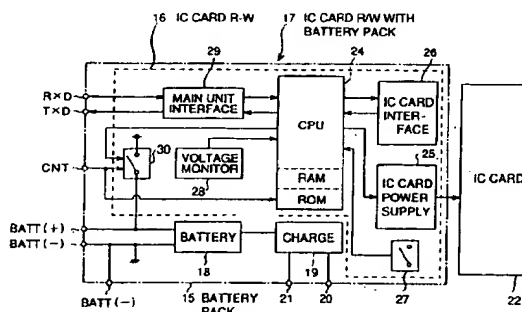 16 IC CARD R-W
17 IC CARD R/W WITH
BATTERY PACK
29
24
26
R×D
T×D
MAIN UNIT
INTERFACE
CPU
IC CARD
INTER-
FACE
30
CNT
VOLTAGE
MONITOR
28
25
IC CARD
POWER
SUPPLY
IC CARD
RAM
ROM
BATT(+)
BATT(-)
BATTERY
18
CHARGE
19
27
BATT(-)
15 BATTERY
PACK
21
20
22